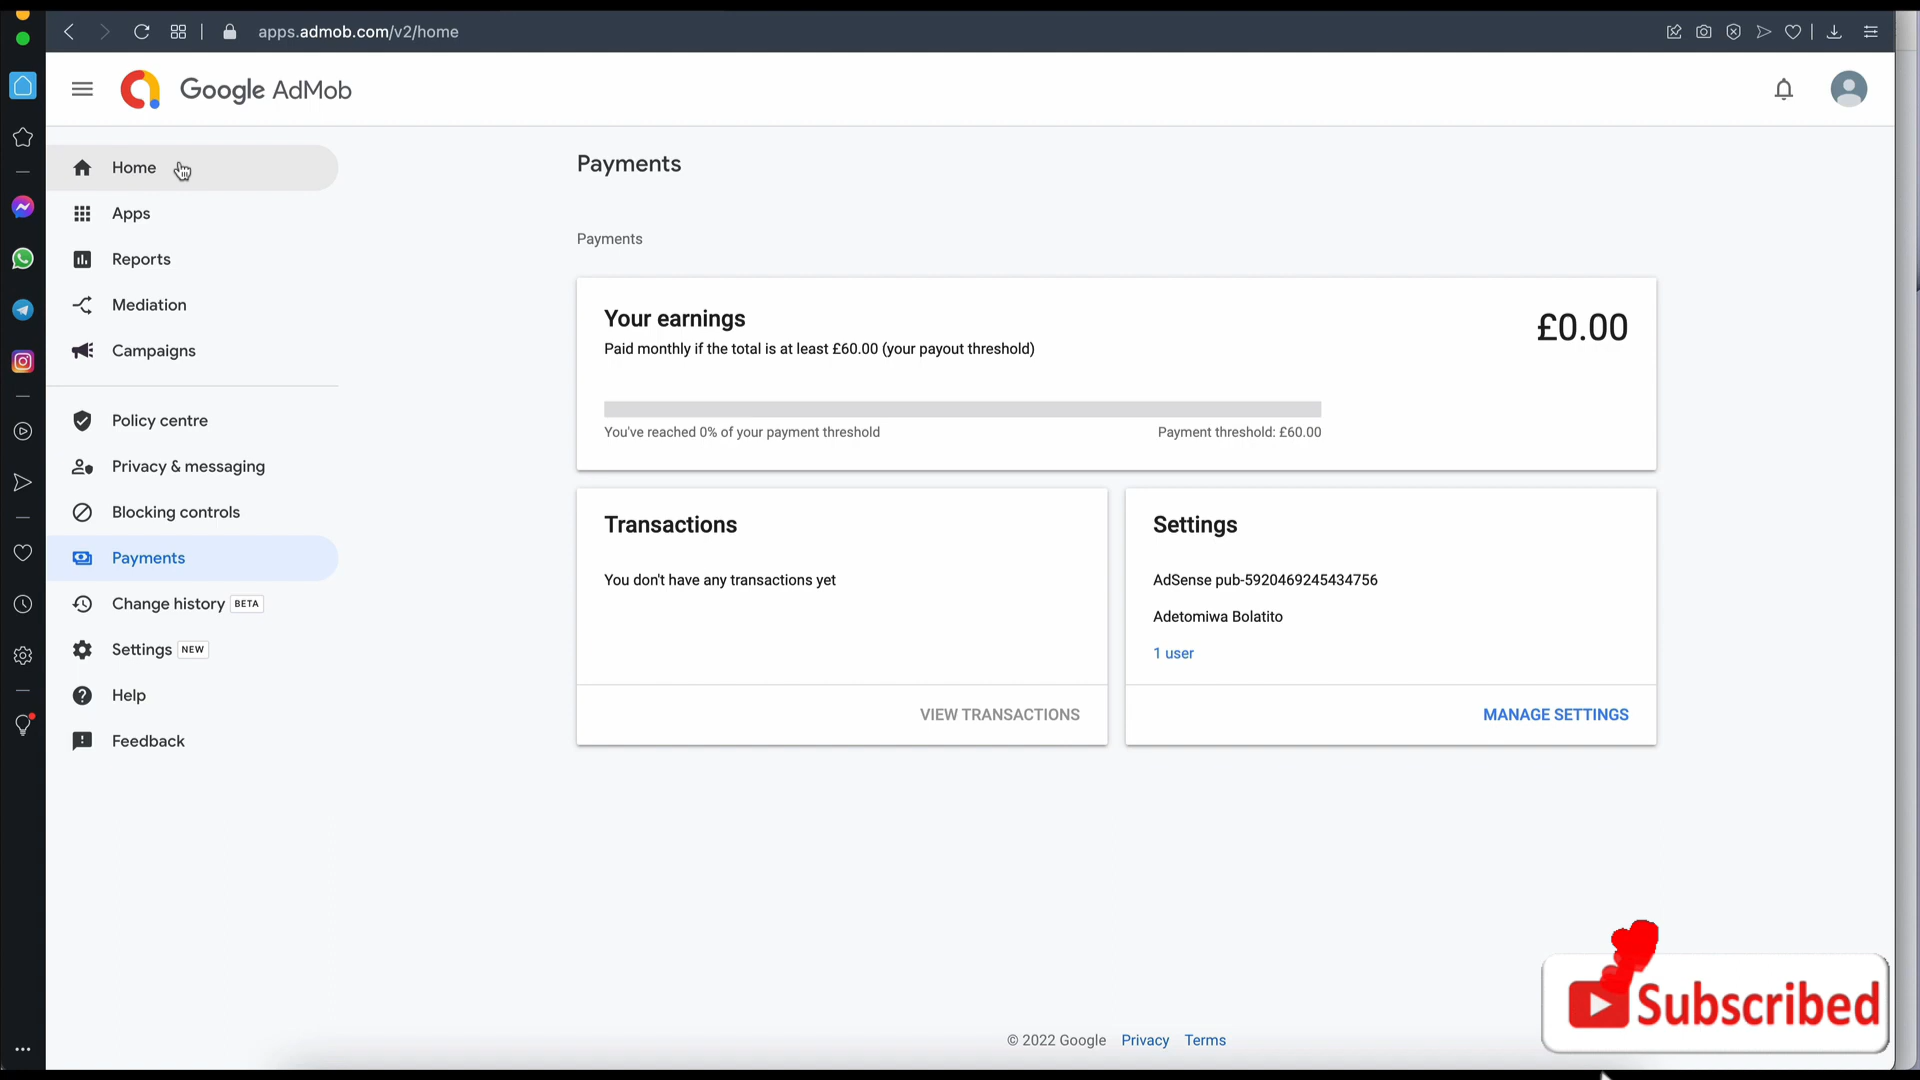 apps.admob.com/v2/home
Google AdMob
Home
Apps
Reports
Mediation
Campaigns
Policy centre
Privacy & messaging
Blocking controls
Payments
Change history BETA
Settings NEW
Help
Feedback
Payments
Payments
Your earnings
£0.00
Paid monthly if the total is at least £60.00 (your payout threshold)
You've reached 0% of your payment threshold
Payment threshold: £60.00
Transactions
You don't have any transactions yet
VIEW TRANSACTIONS
Settings
AdSense pub-5920469245434756
Adetomiwa Bolatito
1 user
MANAGE SETTINGS
© 2022 Google Privacy Terms
Subscribed